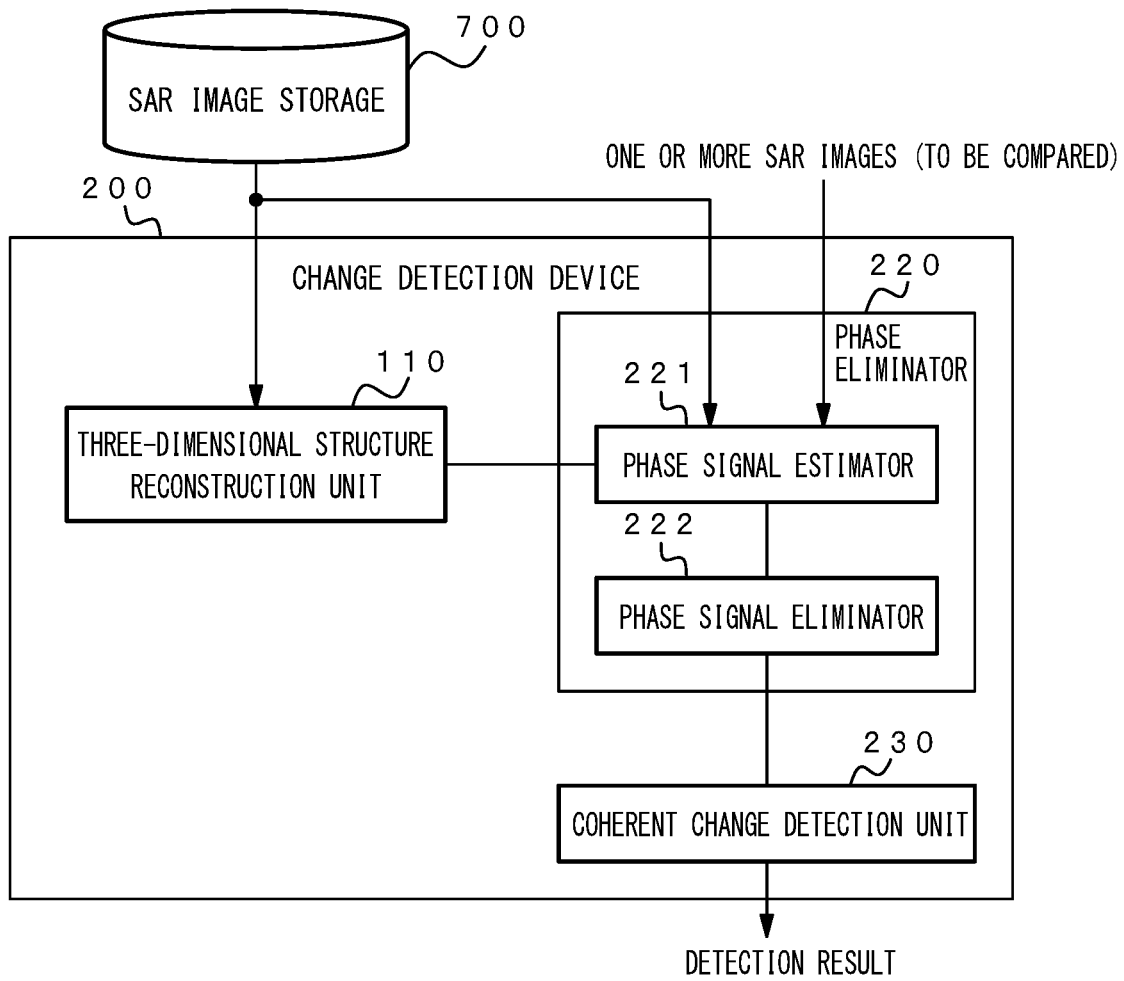 700
SAR IMAGE STORAGE
ONE OR MORE SAR IMAGES (TO BE COMPARED)
200
CHANGE DETECTION DEVICE
220
PHASE
ELIMINATOR
110
THREE-DIMENSIONAL STRUCTURE
RECONSTRUCTION UNIT
221
PHASE SIGNAL ESTIMATOR
222
PHASE SIGNAL ELIMINATOR
230
COHERENT CHANGE DETECTION UNIT
DETECTION RESULT